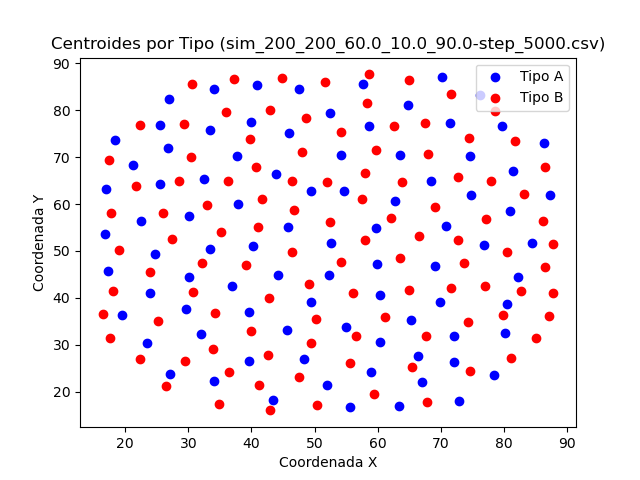 Centroides por Tipo (sim_200_200_60.0_10.0_90.0-step_5000.csv)
Tipo A
Tipo B
90
80
70
60
50
40
30
20
Coordenada Y
20 30 40 50 60 70 80 90
Coordenada X